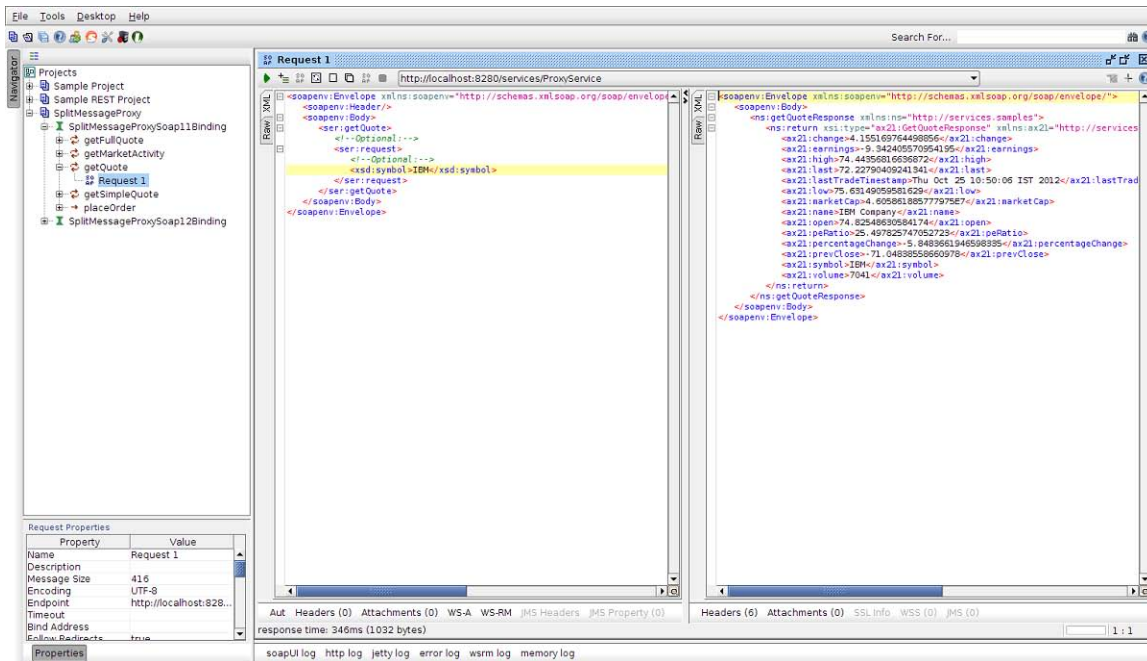 File Tools Desktop Help
Search For...
Navigator
Projects
Sample Project
Sample REST Project
SplitMessageProxy
SplitMessageProxySoap11Binding
getFullQuote
getMarketActivity
getQuote
Request 1
getSimpleQuote
placeOrder
SplitMessageProxySoap12Binding
Request Properties
Property Value
Name Request 1
Description
Message Size 416
Encoding UTF-8
Endpoint http://localhost:828...
Timeout
Bind Address
Follow Redirects true
Properties
Request 1
http://localhost:8280/services/ProxyService
XML
Raw
<soapenv:Envelope xmlns:soapenv="http://schemas.xmlsoap.org/soap/envelope
<soapenv:Header/>
<soapenv:Body>
<ser:getQuote>
<!--Optional:-->
<ser:request>
<!--Optional:-->
<xsd:symbol>IBM</xsd:symbol>
</ser:request>
</ser:getQuote>
</soapenv:Body>
</soapenv:Envelope>
XML
Raw
<soapenv:Envelope xmlns:soapenv="http://schemas.xmlsoap.org/soap/envelope/">
<soapenv:Body>
<ns:getQuoteResponse xmlns:ns="http://services.samples">
<ns:return xsi:type="ax21:GetQuoteResponse" xmlns:ax21="http://services
<ax21:change>4.155169764498856</ax21:change>
<ax21:earnings>-9.342405570954195</ax21:earnings>
<ax21:high>74.44356816636872</ax21:high>
<ax21:last>72.22790409241341</ax21:last>
<ax21:lastTradeTimestamp>Thu Oct 25 10:50:06 IST 2012</ax21:lastTrad
<ax21:low>75.63149059581629</ax21:low>
<ax21:marketCap>4.605861885777975E7</ax21:marketCap>
<ax21:name>IBM Company</ax21:name>
<ax21:open>74.82548630584174</ax21:open>
<ax21:peRatio>25.497825747052723</ax21:peRatio>
<ax21:percentageChange>-5.8483661946598335</ax21:percentageChange>
<ax21:prevClose>-71.04838558660978</ax21:prevClose>
<ax21:symbol>IBM</ax21:symbol>
<ax21:volume>7041</ax21:volume>
</ns:return>
</ns:getQuoteResponse>
</soapenv:Body>
</soapenv:Envelope>
Aut Headers (0) Attachments (0) WS-A WS-RM JMS Headers JMS Property (0)
Headers (6) Attachments (0) SSL Info WSS (0) JMS (0)
response time: 346ms (1032 bytes)
1 : 1
soapUI log http log jetty log error log wsrm log memory log